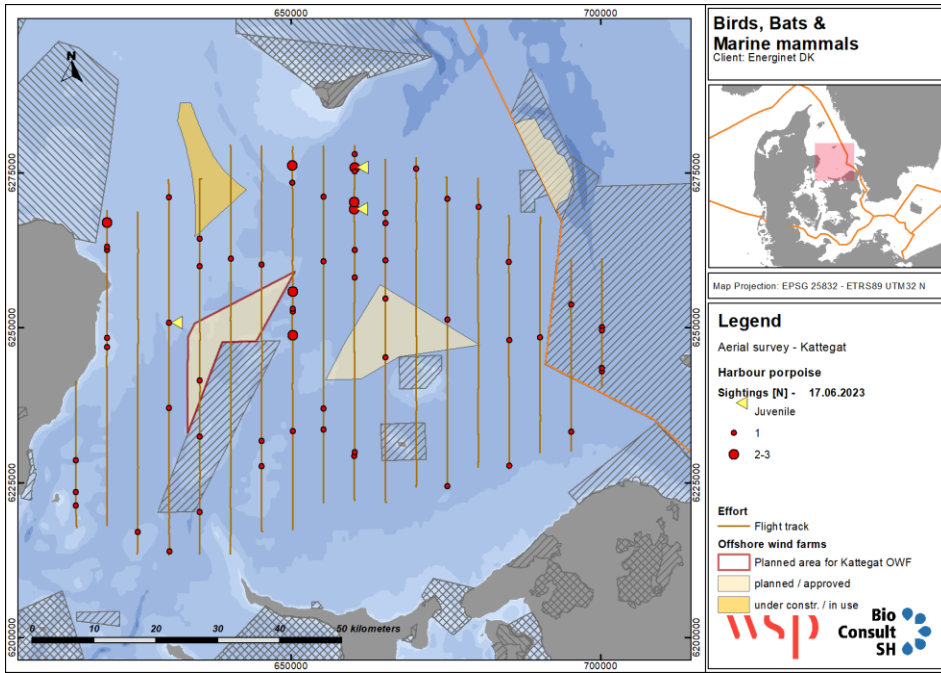 650000
700000
N
6275000
6275000
6250000
6250000
6225000
6225000
6200000
6200000
0
10
20
30
40
50 kilometers
650000
700000
Birds, Bats &
Marine mammals
Client: Energinet DK
Map Projection: EPSG 25832 - ETRS89 UTM32 N
Legend
Aerial survey - Kattegat
Harbour porpoise
Sightings [N] - 17.06.2023
Juvenile
1
2-3
Effort
Flight track
Offshore wind farms
Planned area for Kattegat OWF
planned / approved
under constr. / in use
wsp
Bio
Consult
SH